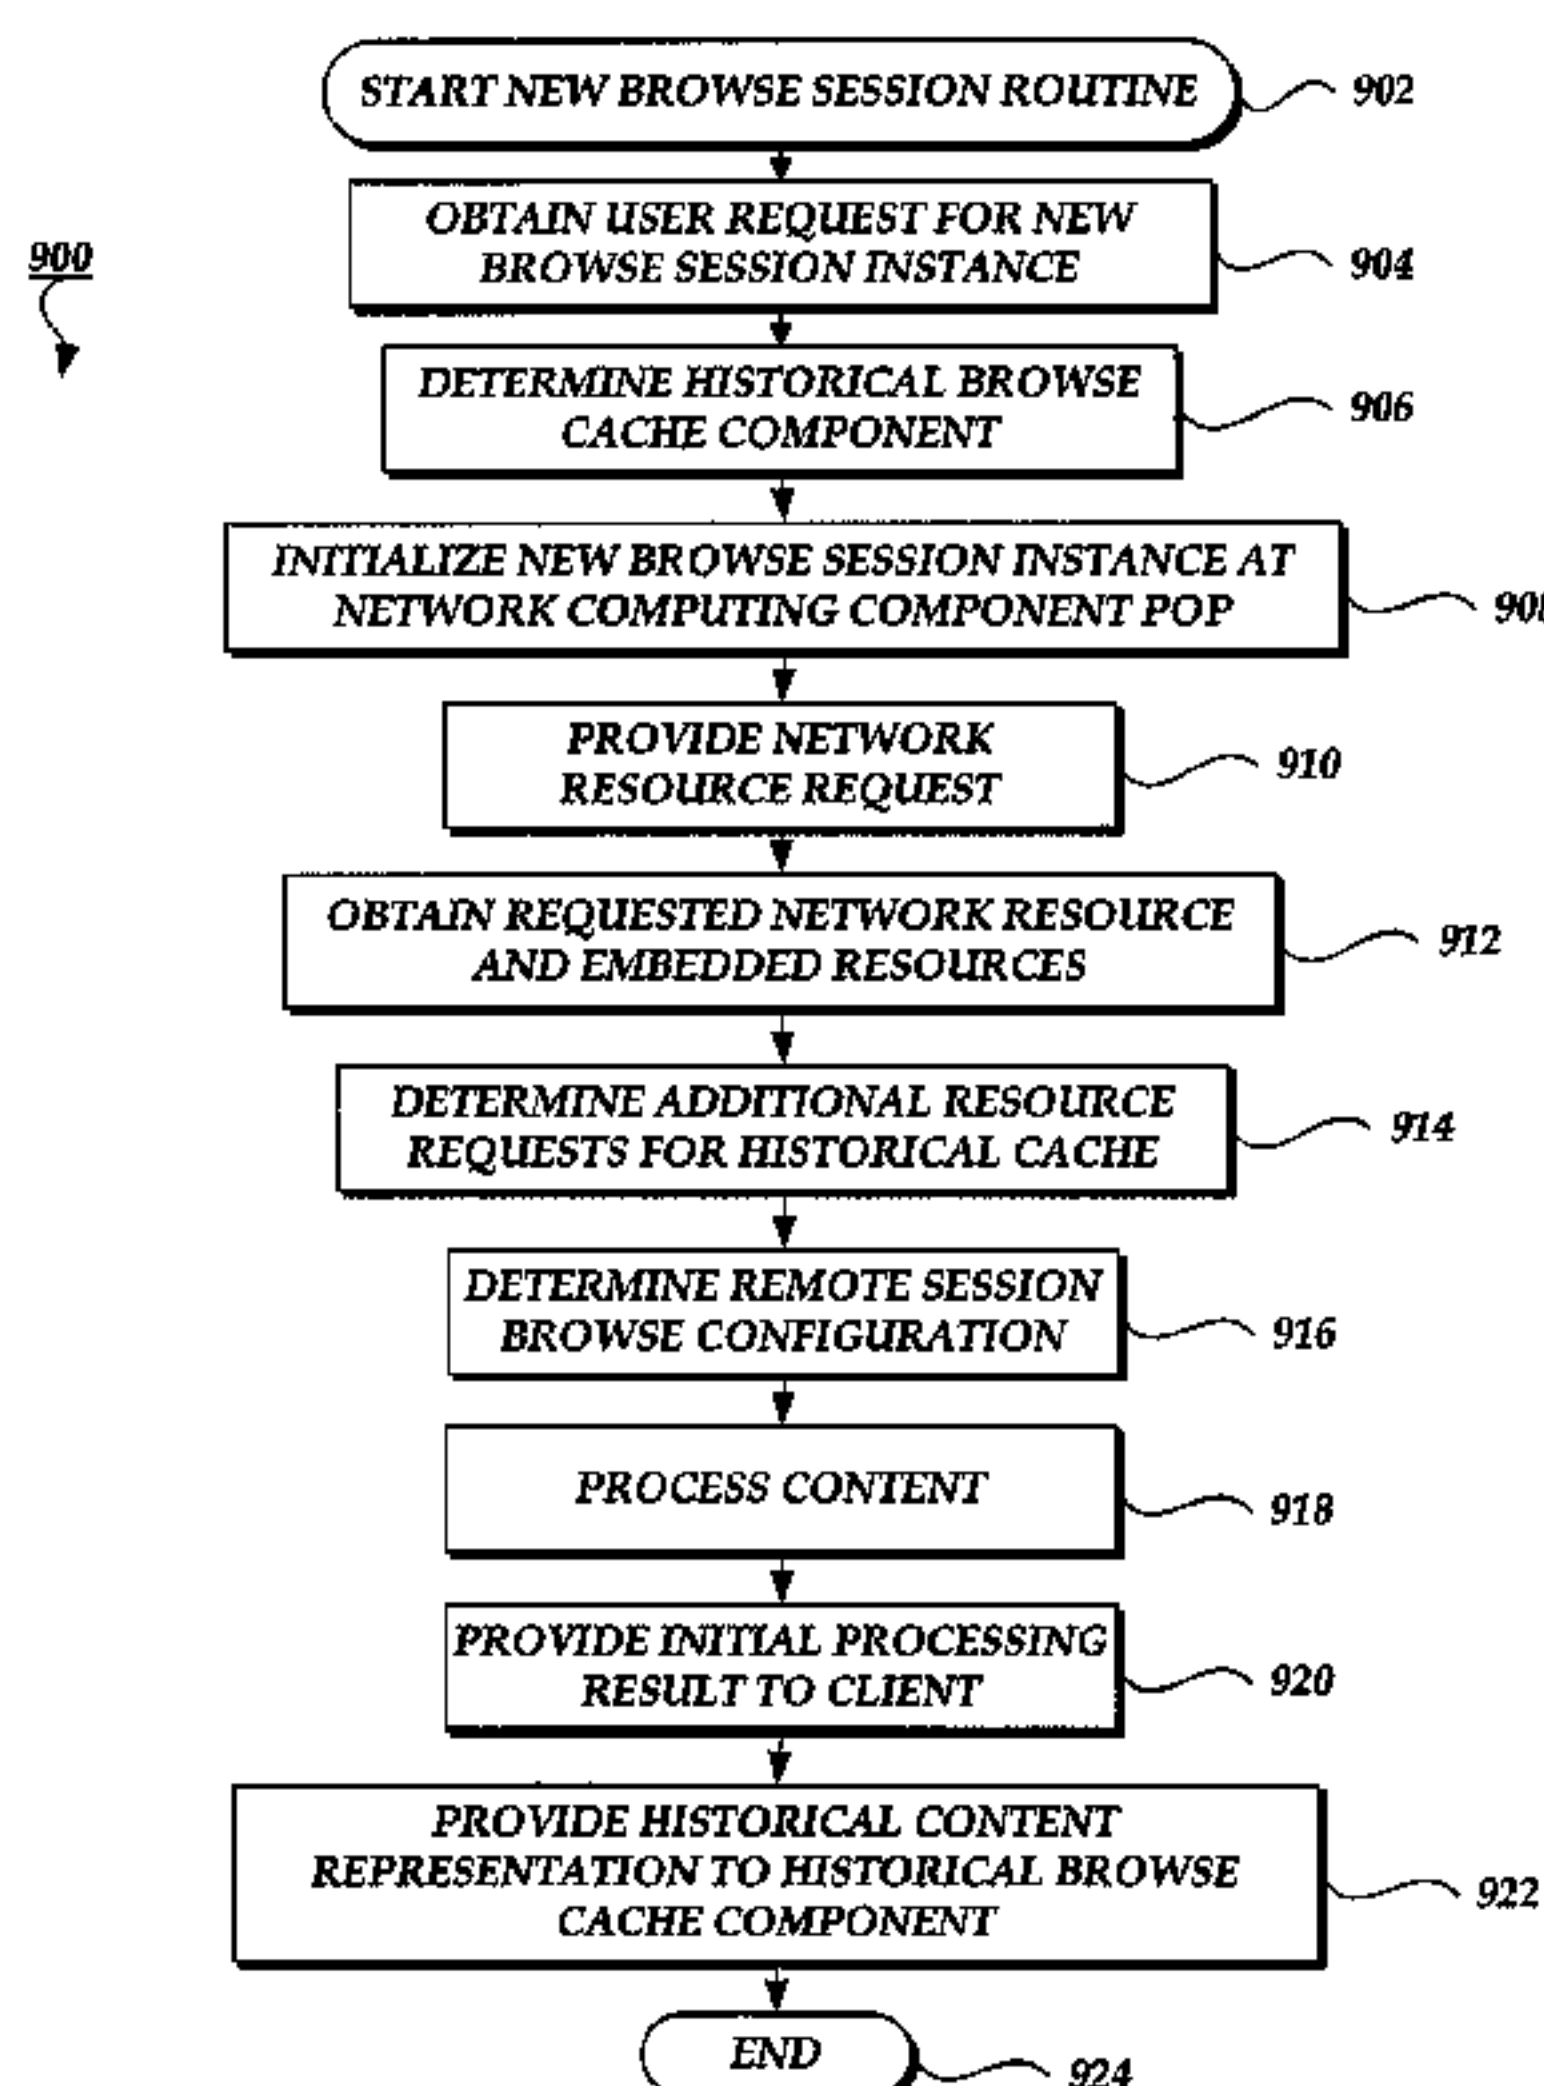 START NEW BROWSE SESSION ROUTINE
902
OBTAIN USER REQUEST FOR NEW
BROWSE SESSION INSTANCE
904
900
DETERMINE HISTORICAL BROWSE
CACHE COMPONENT
906
INITIALIZE NEW BROWSE SESSION INSTANCE AT
NETWORK COMPUTING COMPONENT POP
PROVIDE NETWORK
RESOURCE REQUEST
910
OBTAIN REQUESTED NETWORK RESOURCE
AND EMBEDDED RESOURCES
912
DETERMINE ADDITIONAL RESOURCE
REQUESTS FOR HISTORICAL CACHE
914
DETERMINE REMOTE SESSION
BROWSE CONFIGURATION
916
PROCESS CONTENT
918
PROVIDE INITIAL PROCESSING
RESULT TO CLIENT
920
PROVIDE HISTORICAL CONTENT
REPRESENTATION TO HISTORICAL BROWSE
CACHE COMPONENT
922
END
924